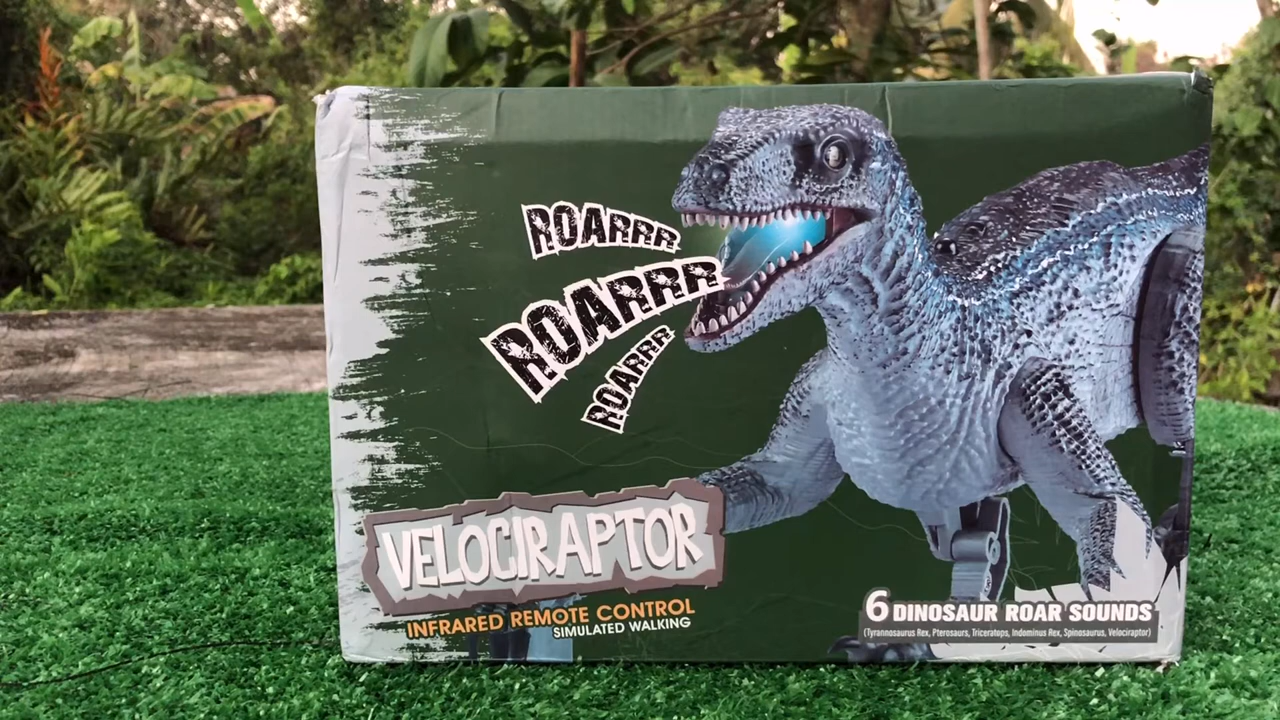 ROARRR
ROARRR
ROARRR
VELOCIRAPTOR
INFRARED REMOTE CONTROL
SIMULATED WALKING
6 DINOSAUR ROAR SOUNDS
(Tyrannosaurus Rex, Pterosaurs, Triceratops, Indominus Rex, Spinosaurus, Velociraptor)